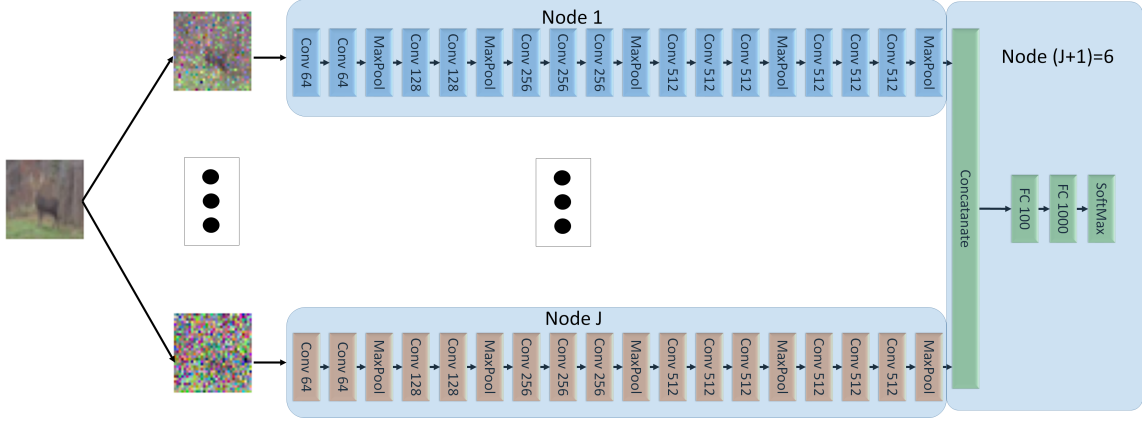 Node 1
Conv 64
Conv 64
MaxPool
Conv 128
Conv 128
MaxPool
Conv 256
Conv 256
Conv 256
MaxPool
Conv 512
Conv 512
Conv 512
MaxPool
Conv 512
Conv 512
Conv 512
MaxPool
Node J
Conv 64
Conv 64
MaxPool
Conv 128
Conv 128
MaxPool
Conv 256
Conv 256
Conv 256
MaxPool
Conv 512
Conv 512
Conv 512
MaxPool
Conv 512
Conv 512
Conv 512
MaxPool
Node (J+1)=6
Concatanate
FC 100
FC 1000
SoftMax